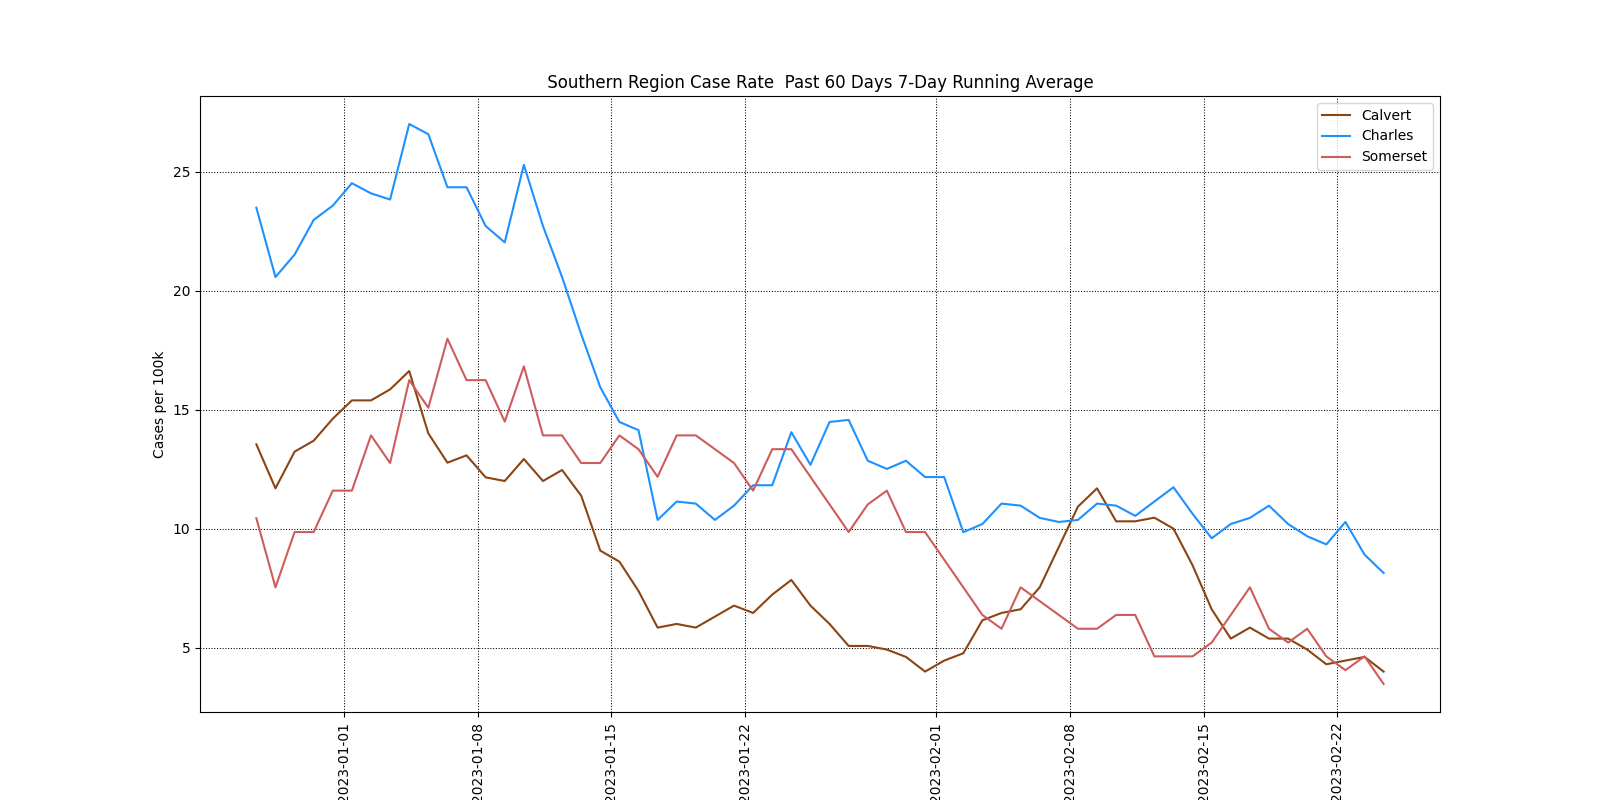 Southern Region Case Rate  Past 60 Days 7-Day Running Average
Calvert
Charles
Somerset
25
20
15
10
5
Cases per 100k
2023-01-01
2023-01-08
2023-01-15
2023-01-22
2023-02-01
2023-02-08
2023-02-15
2023-02-22